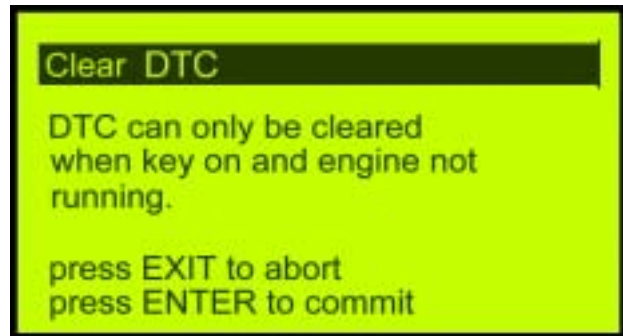 Clear DTC
DTC can only be cleared
when key on and engine not
running.
press EXIT to abort
press ENTER to commit